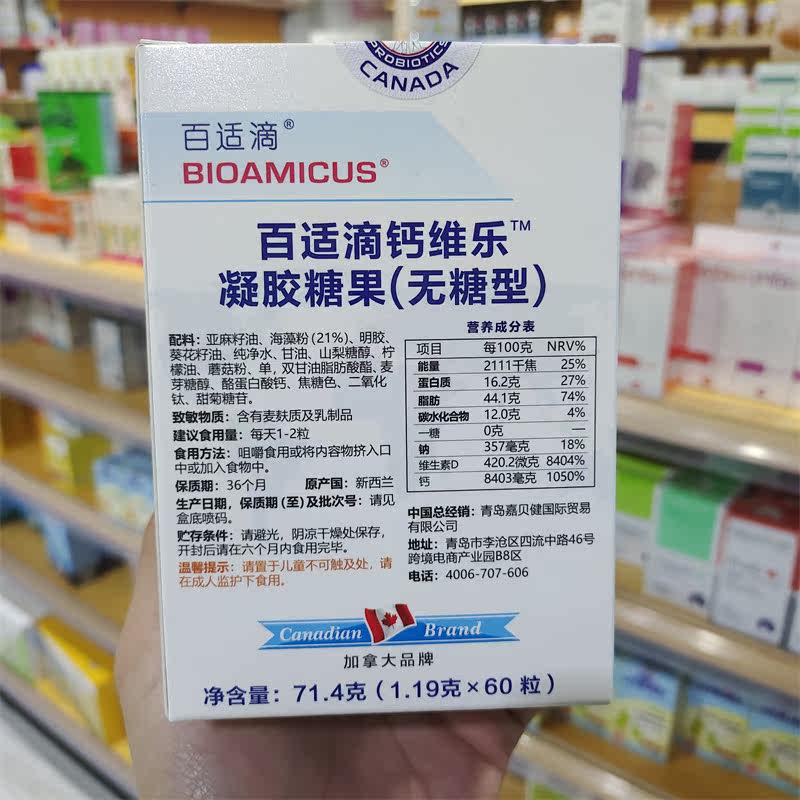 PROBIOTICS
CANADA
百适滴®
BIOAMICUS®
百适滴钙维乐™
凝胶糖果(无糖型)
配料：亚麻籽油、海藻粉(21%)、明胶、
葵花籽油、纯净水、甘油、山梨糖醇、柠
檬油、蘑菇粉、单，双甘油脂肪酸酯、麦
芽糖醇、酪蛋白酸钙、焦糖色、二氧化
钛、甜菊糖苷。
致敏物质：含有麦麸质及乳制品
建议食用量：每天1-2粒
食用方法：咀嚼食用或将内容物挤入口
中或加入食物中。
保质期：36个月 原产国：新西兰
生产日期，保质期(至)及批次号：请见
盒底喷码。
贮存条件：请避光，阴凉干燥处保存，
开封后请在六个月内食用完毕。
温馨提示：请置于儿童不可触及处，请
在成人监护下食用。
营养成分表
项目 每100克 NRV%
能量 2111千焦 25%
蛋白质 16.2克 27%
脂肪 44.1克 74%
碳水化合物 12.0克 4%
一糖 0克 —
钠 357毫克 18%
维生素D 420.2微克 8404%
钙 8403毫克 1050%
中国总经销：青岛嘉贝健国际贸易
有限公司
地址：青岛市李沧区四流中路46号
跨境电商产业园B8区
电话：4006-707-606
Canadian Brand
加拿大品牌
净含量：71.4克(1.19克×60粒)